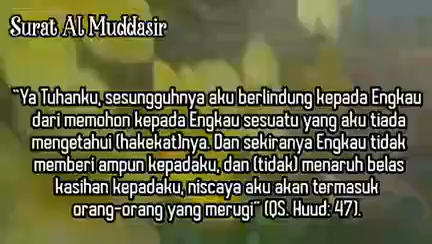 Surat Al Muddasir
"Ya Tuhanku, sesungguhnya aku berlindung kepada Engkau
dari memohon kepada Engkau sesuatu yang aku tiada
mengetahui (hakekat)nya. Dan sekiranya Engkau tidak
memberi ampun kepadaku, dan (tidak) menaruh belas
kasihan kepadaku, niscaya aku akan termasuk
orang-orang yang merugi" (QS. Huud: 47).